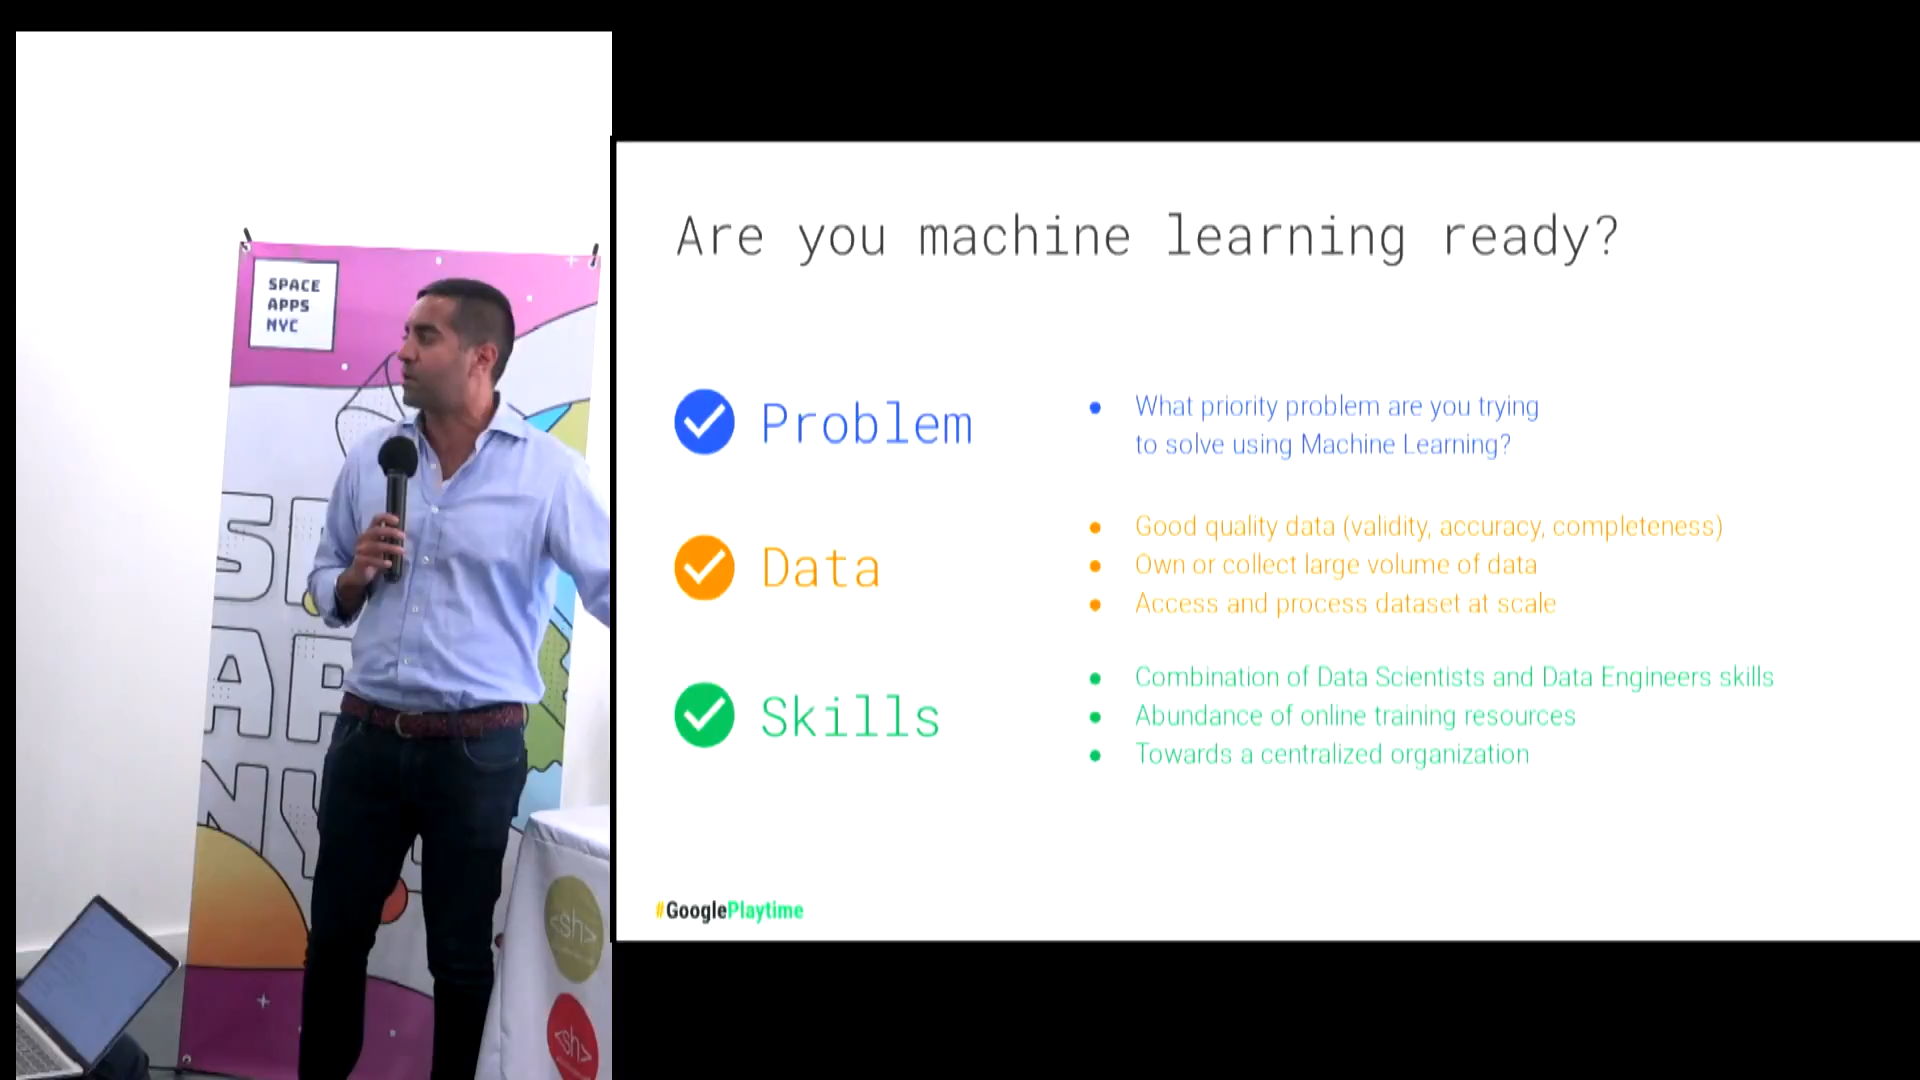 SPACE
APPS
NYC
Are you machine learning ready?
Problem
What priority problem are you trying
to solve using Machine Learning?
Data
Good quality data (validity, accuracy, completeness)
Own or collect large volume of data
Access and process dataset at scale
Skills
Combination of Data Scientists and Data Engineers skills
Abundance of online training resources
Towards a centralized organization
#GooglePlaytime
<sh>
<sh>